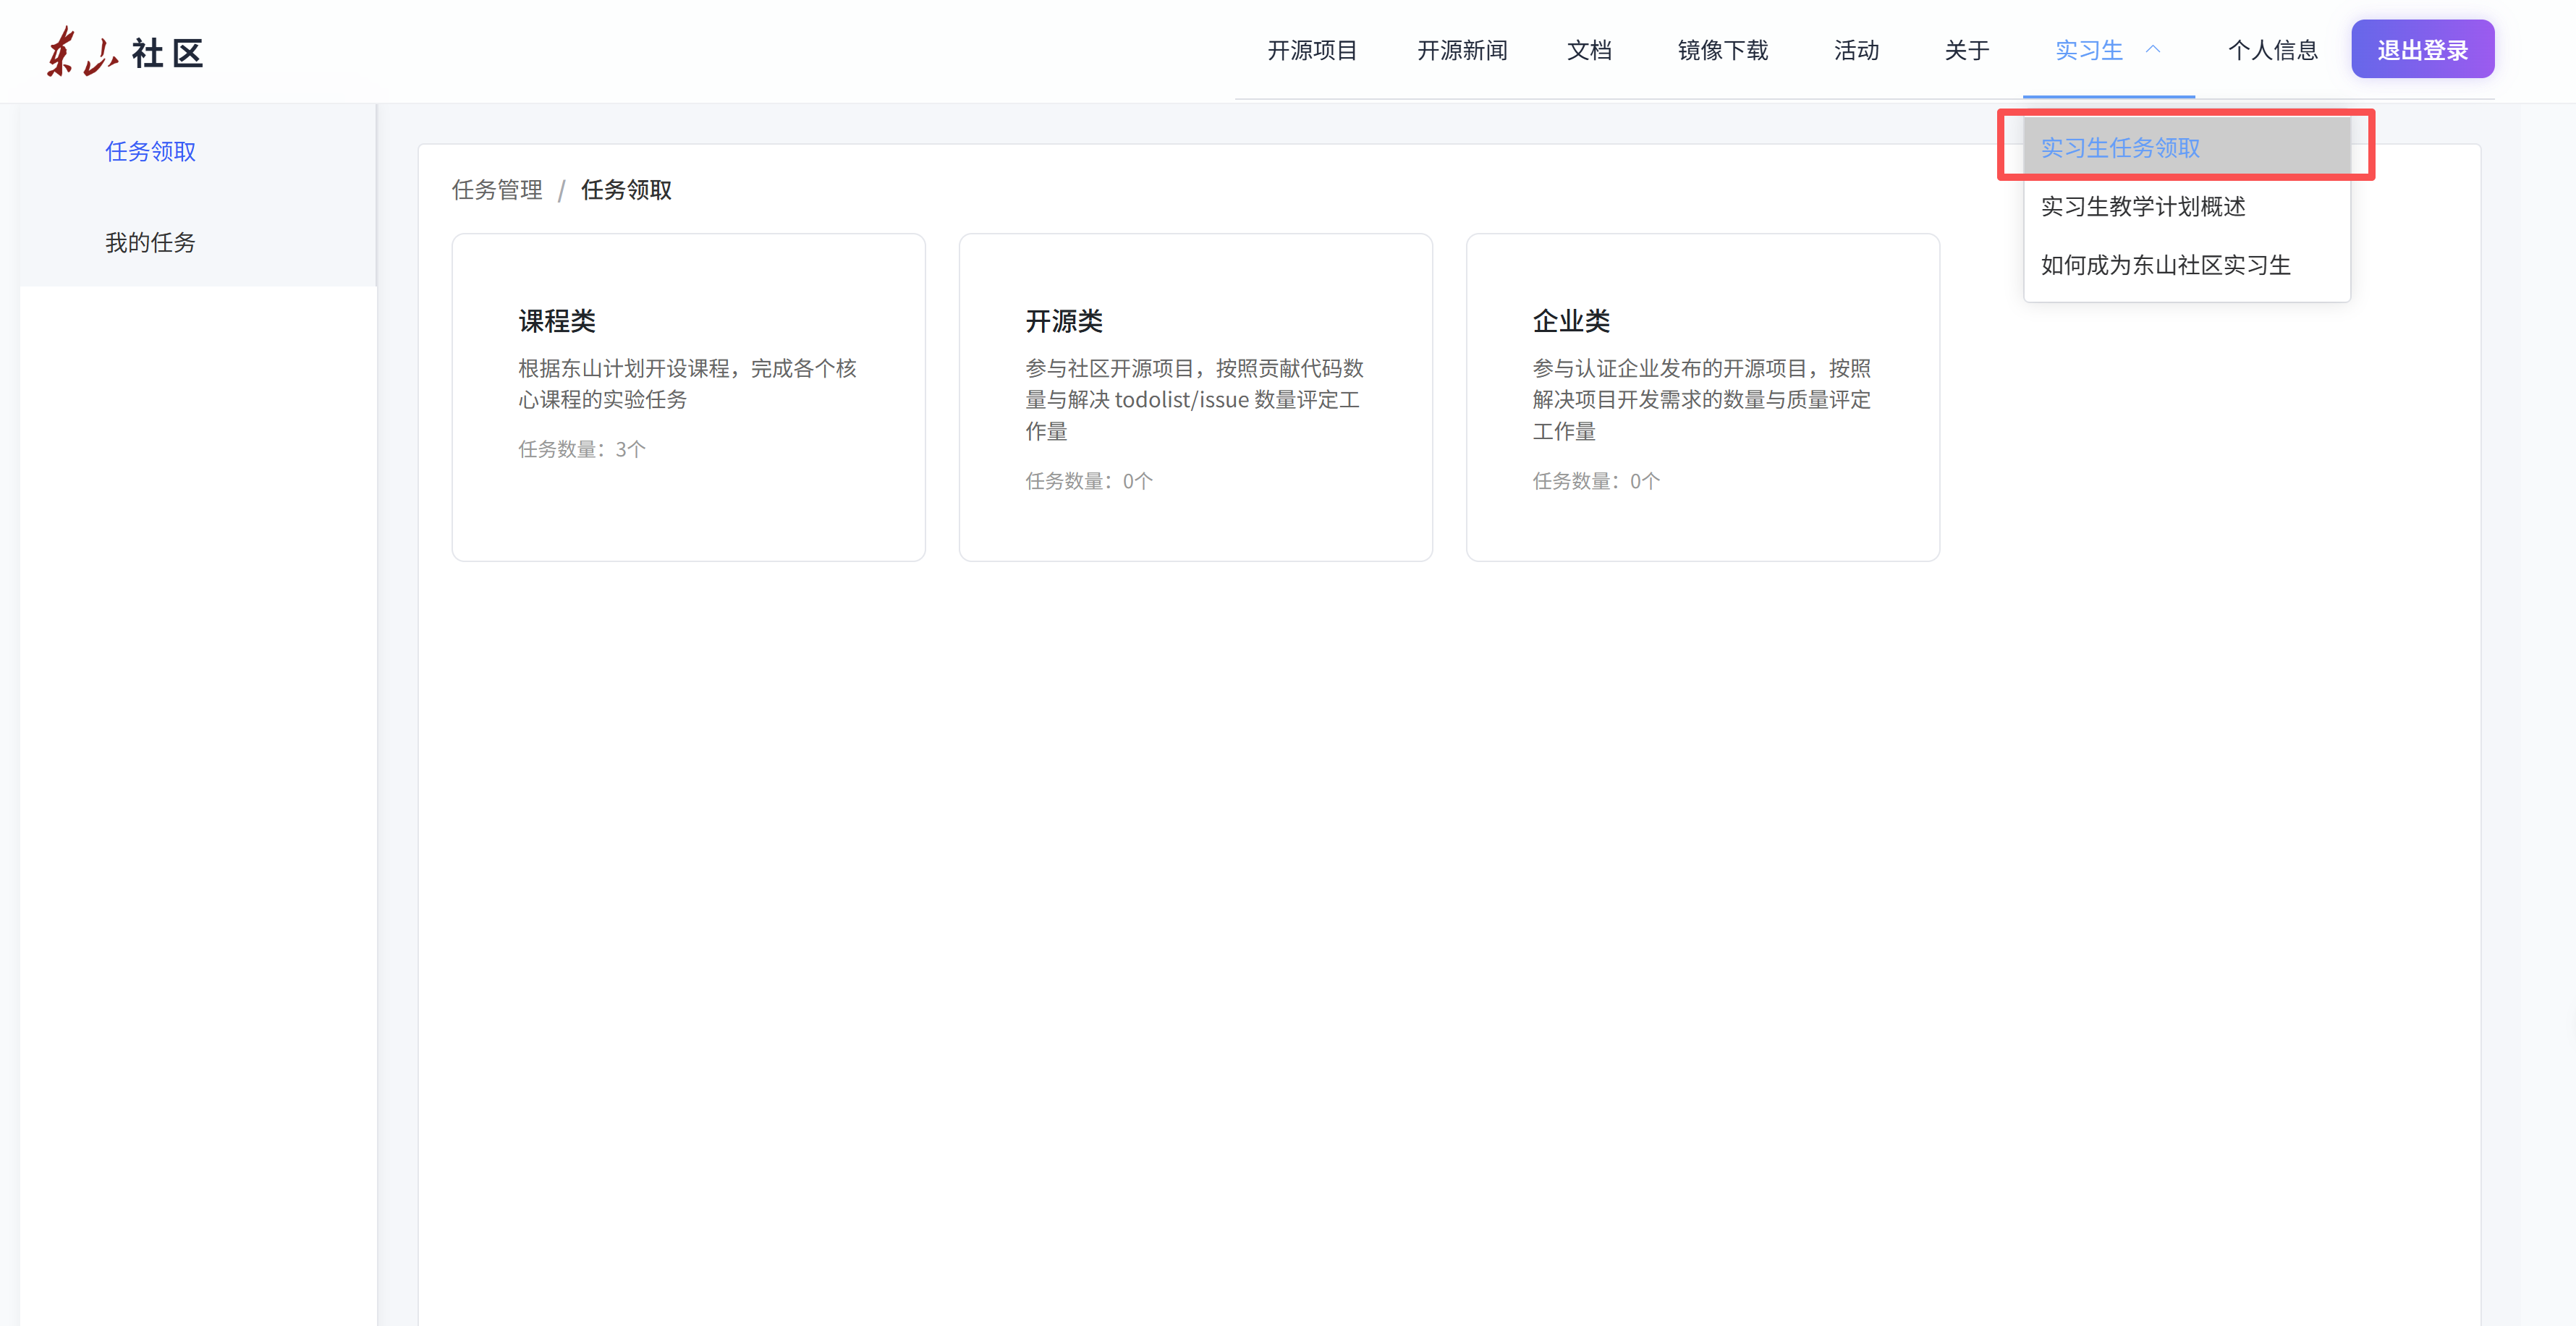 东山 社区
开源项目
开源新闻
文档
镜像下载
活动
关于
实习生
个人信息
退出登录
实习生任务领取
实习生教学计划概述
如何成为东山社区实习生
任务领取
我的任务
任务管理 / 任务领取
课程类
根据东山计划开设课程，完成各个核
心课程的实验任务
任务数量：3个
开源类
参与社区开源项目，按照贡献代码数
量与解决 todolist/issue 数量评定工
作量
任务数量：0个
企业类
参与认证企业发布的开源项目，按照
解决项目开发需求的数量与质量评定
工作量
任务数量：0个